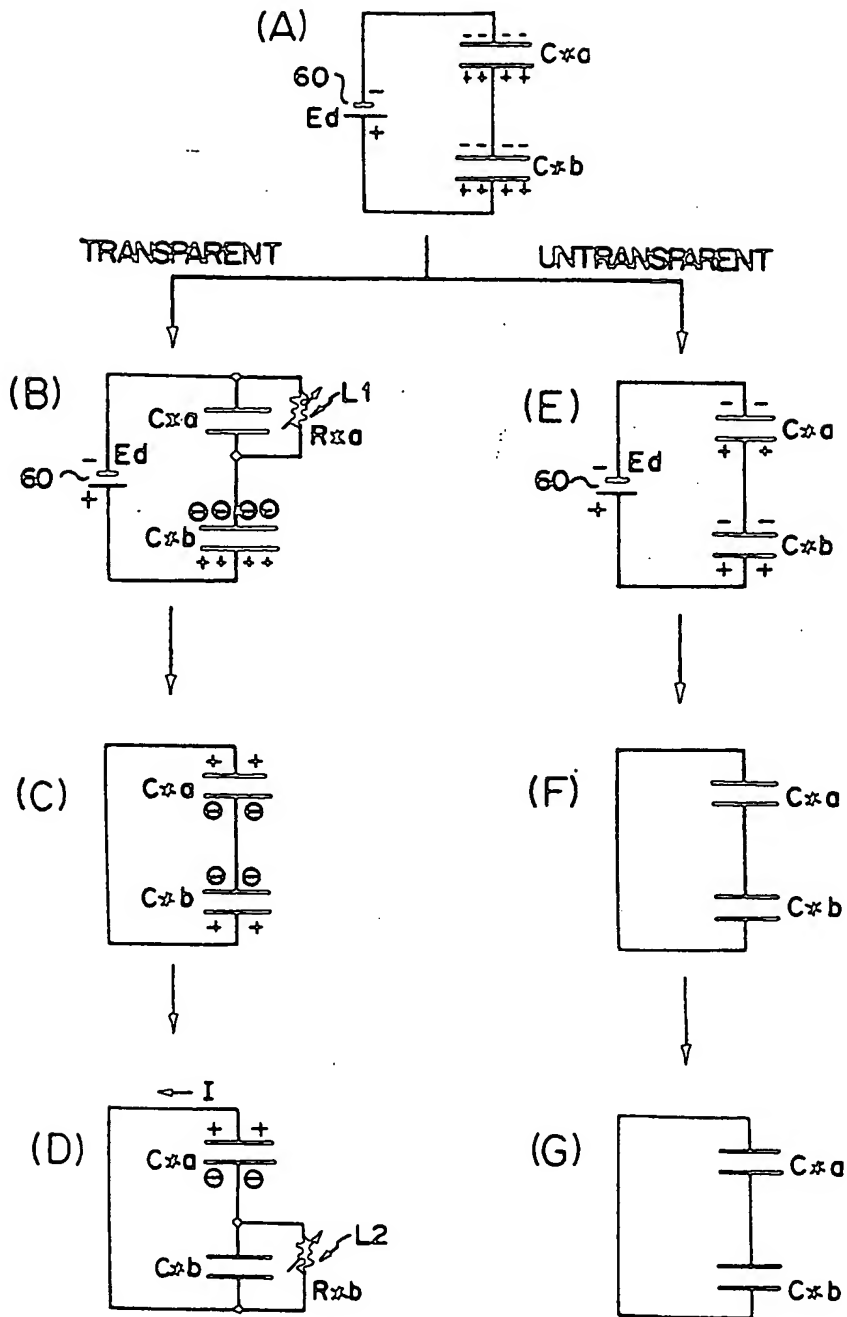 (A)
- - - -
C*a
+ + + +
60
-
Ed
+
- - - -
C*b
+ + + +
TRANSPARENT
UNTRANSPARENT
(B)
C*a
L1
R*a
-
Ed
60
+
⊖ ⊖ ⊖ ⊖
C*b
+ + + +
(E)
- -
C*a
+ +
-
Ed
60
+
- -
C*b
+ +
(C)
+ +
C*a
⊖ ⊖
⊖ ⊖
C*b
+ +
(F)
C*a
C*b
(D)
← I
+ +
C*a
⊖ ⊖
L2
C*b
R*b
(G)
C*a
C*b